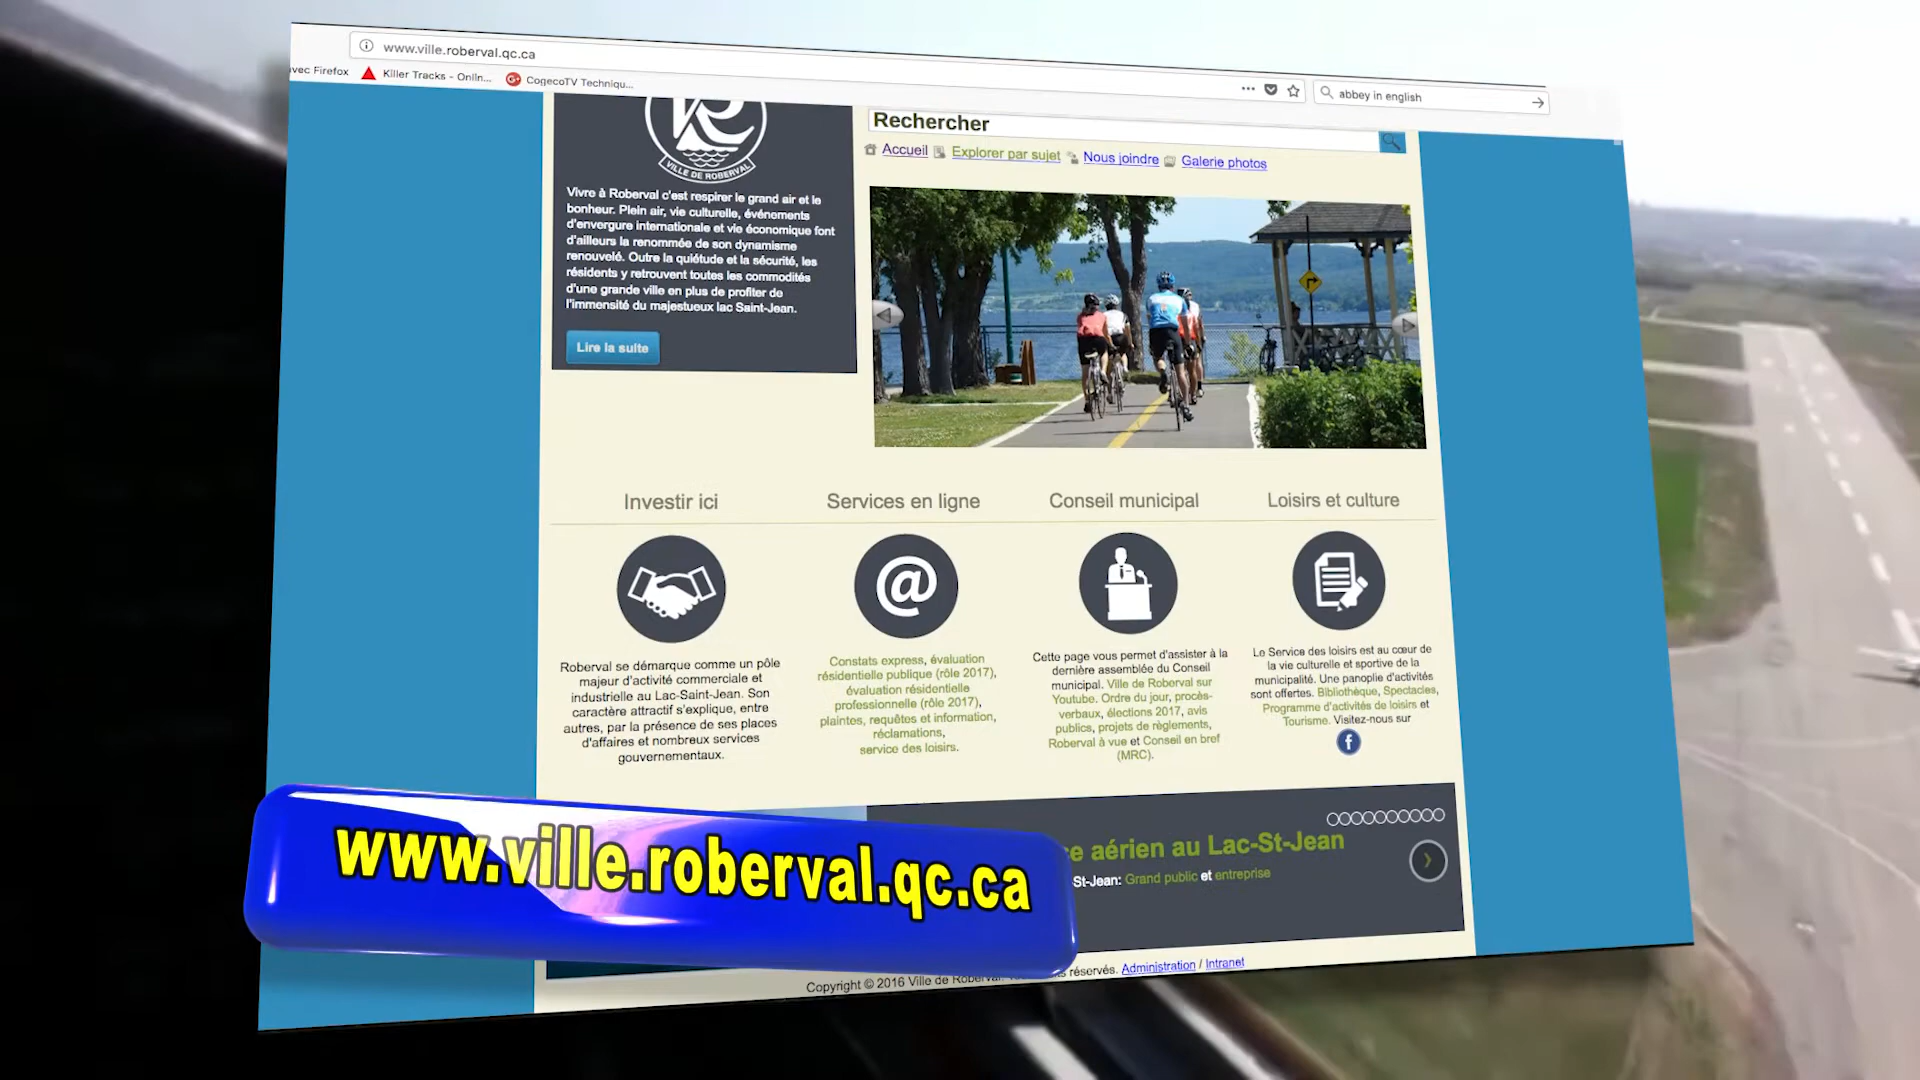 www.ville.roberval.qc.ca
avec Firefox Killer Tracks - Onlin... CogecoTV Techniqu...
abbey in english
VILLE DE ROBERVAL
Vivre à Roberval c'est respirer le grand air et le
bonheur. Plein air, vie culturelle, événements
d'envergure internationale et vie économique font
d'ailleurs la renommée de son dynamisme
renouvelé. Outre la quiétude et la sécurité, les
résidents y retrouvent toutes les commodités
d'une grande ville en plus de profiter de
l'immensité du majestueux lac Saint-Jean.
Lire la suite
Rechercher
Accueil Explorer par sujet Nous joindre Galerie photos
Investir ici
Roberval se démarque comme un pôle
majeur d'activité commerciale et
industrielle au Lac-Saint-Jean. Son
caractère attractif s'explique, entre
autres, par la présence de ses places
d'affaires et nombreux services
gouvernementaux.
Services en ligne
@
Constats express, évaluation
résidentielle publique (rôle 2017),
évaluation résidentielle
professionnelle (rôle 2017),
plaintes, requêtes et information,
réclamations,
service des loisirs.
Conseil municipal
Cette page vous permet d'assister à la
dernière assemblée du Conseil
municipal. Ville de Roberval sur
Youtube. Ordre du jour, procès-
verbaux, élections 2017, avis
publics, projets de règlements,
Roberval à vue et Conseil en bref
(MRC).
Loisirs et culture
Le Service des loisirs est au cœur de
la vie culturelle et sportive de la
municipalité. Une panoplie d'activités
sont offertes. Bibliothèque, Spectacles,
Programme d'activités de loisirs et
Tourisme. Visitez-nous sur
f
ce aérien au Lac-St-Jean
St-Jean: Grand public et entreprise
www.ville.roberval.qc.ca
Copyright © 2016 Ville de Roberval. réservés. Administration / Intranet